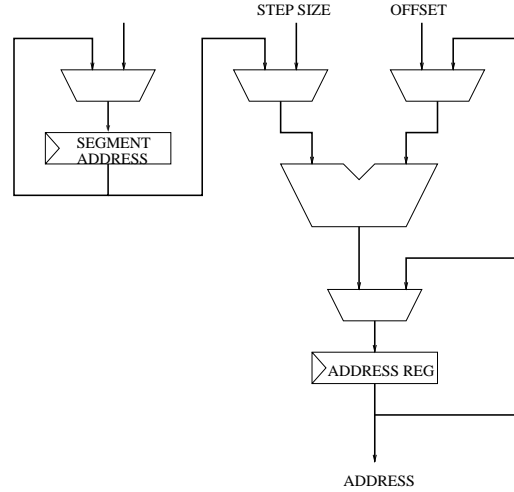 STEP SIZE
OFFSET
SEGMENT
ADDRESS
ADDRESS REG
ADDRESS